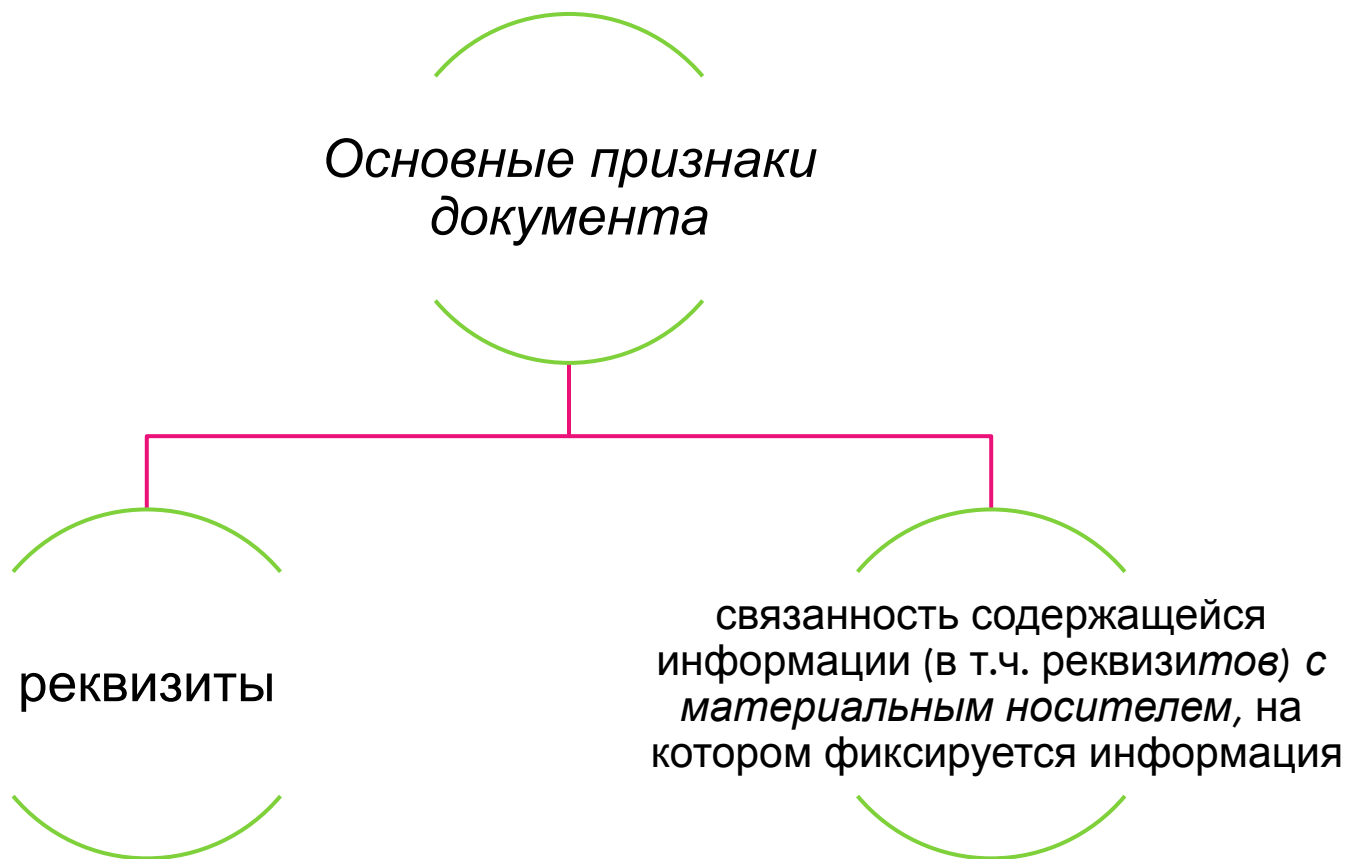 Основные признаки
документа
реквизиты
связанность содержащейся
информации (в т.ч. реквизитов) с
материальным носителем, на
котором фиксируется информация